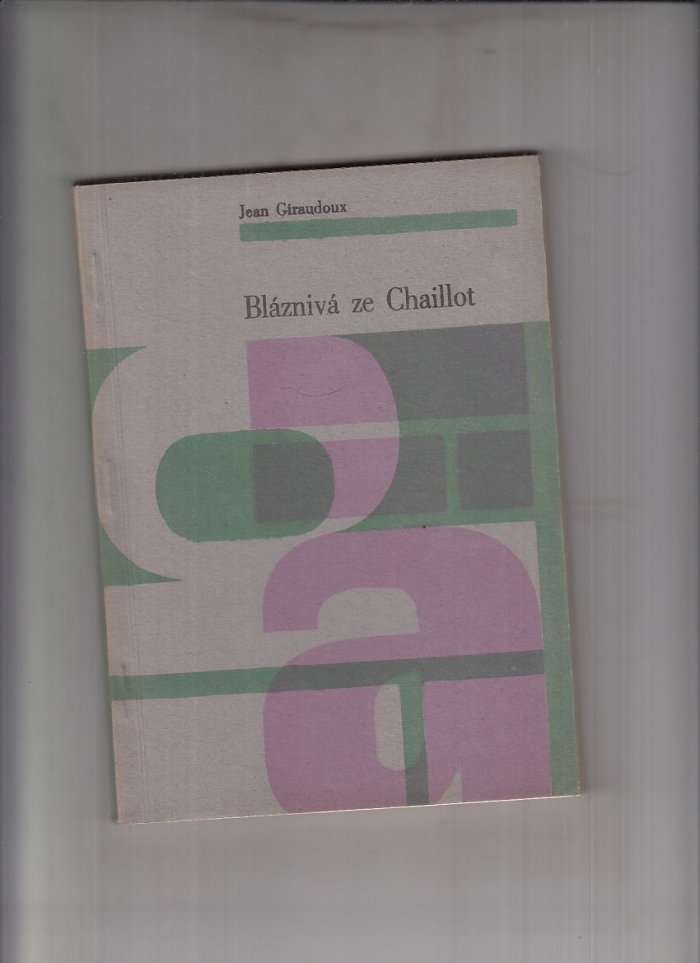 Jean Giraudoux
Bláznivá ze Chaillot
a